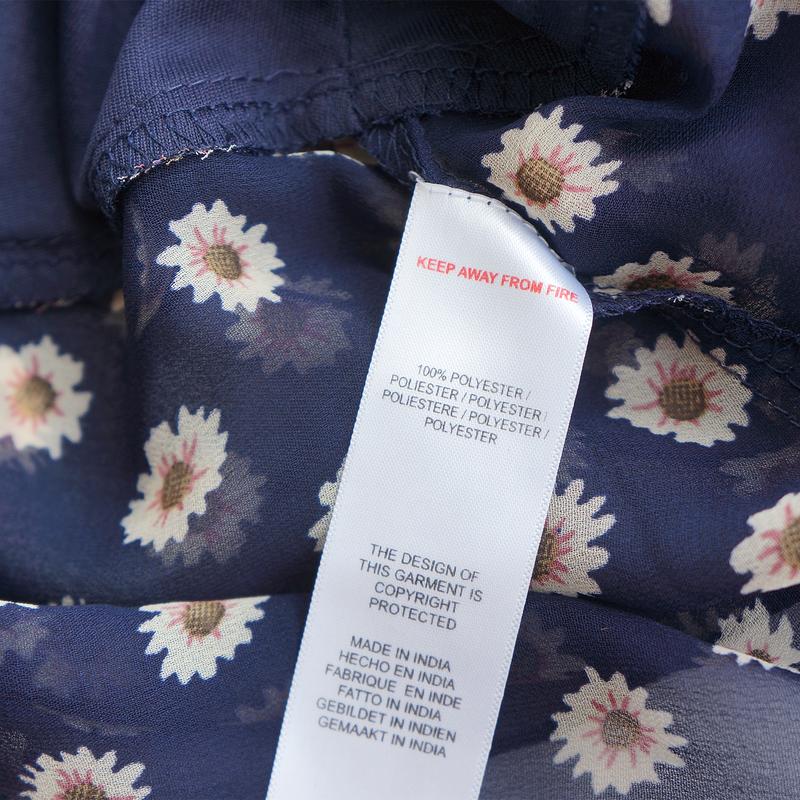 KEEP AWAY FROM FIRE
100% POLYESTER /
POLIESTER / POLYESTER /
POLIESTERE / POLYESTER /
POLYESTER
THE DESIGN OF
THIS GARMENT IS
COPYRIGHT
PROTECTED
MADE IN INDIA
HECHO EN INDIA
FABRIQUE EN INDE
FATTO IN INDIA
GEBILDET IN INDIEN
GEMAAKT IN INDIA